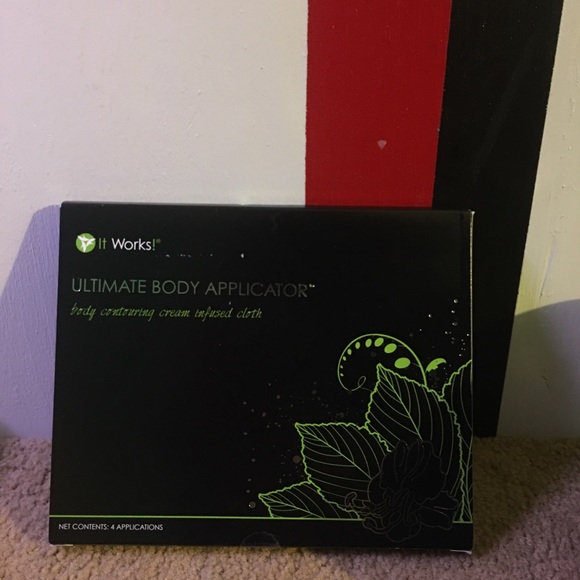 It Works!®
ULTIMATE BODY APPLICATOR™
body contouring cream infused cloth
NET CONTENTS: 4 APPLICATIONS